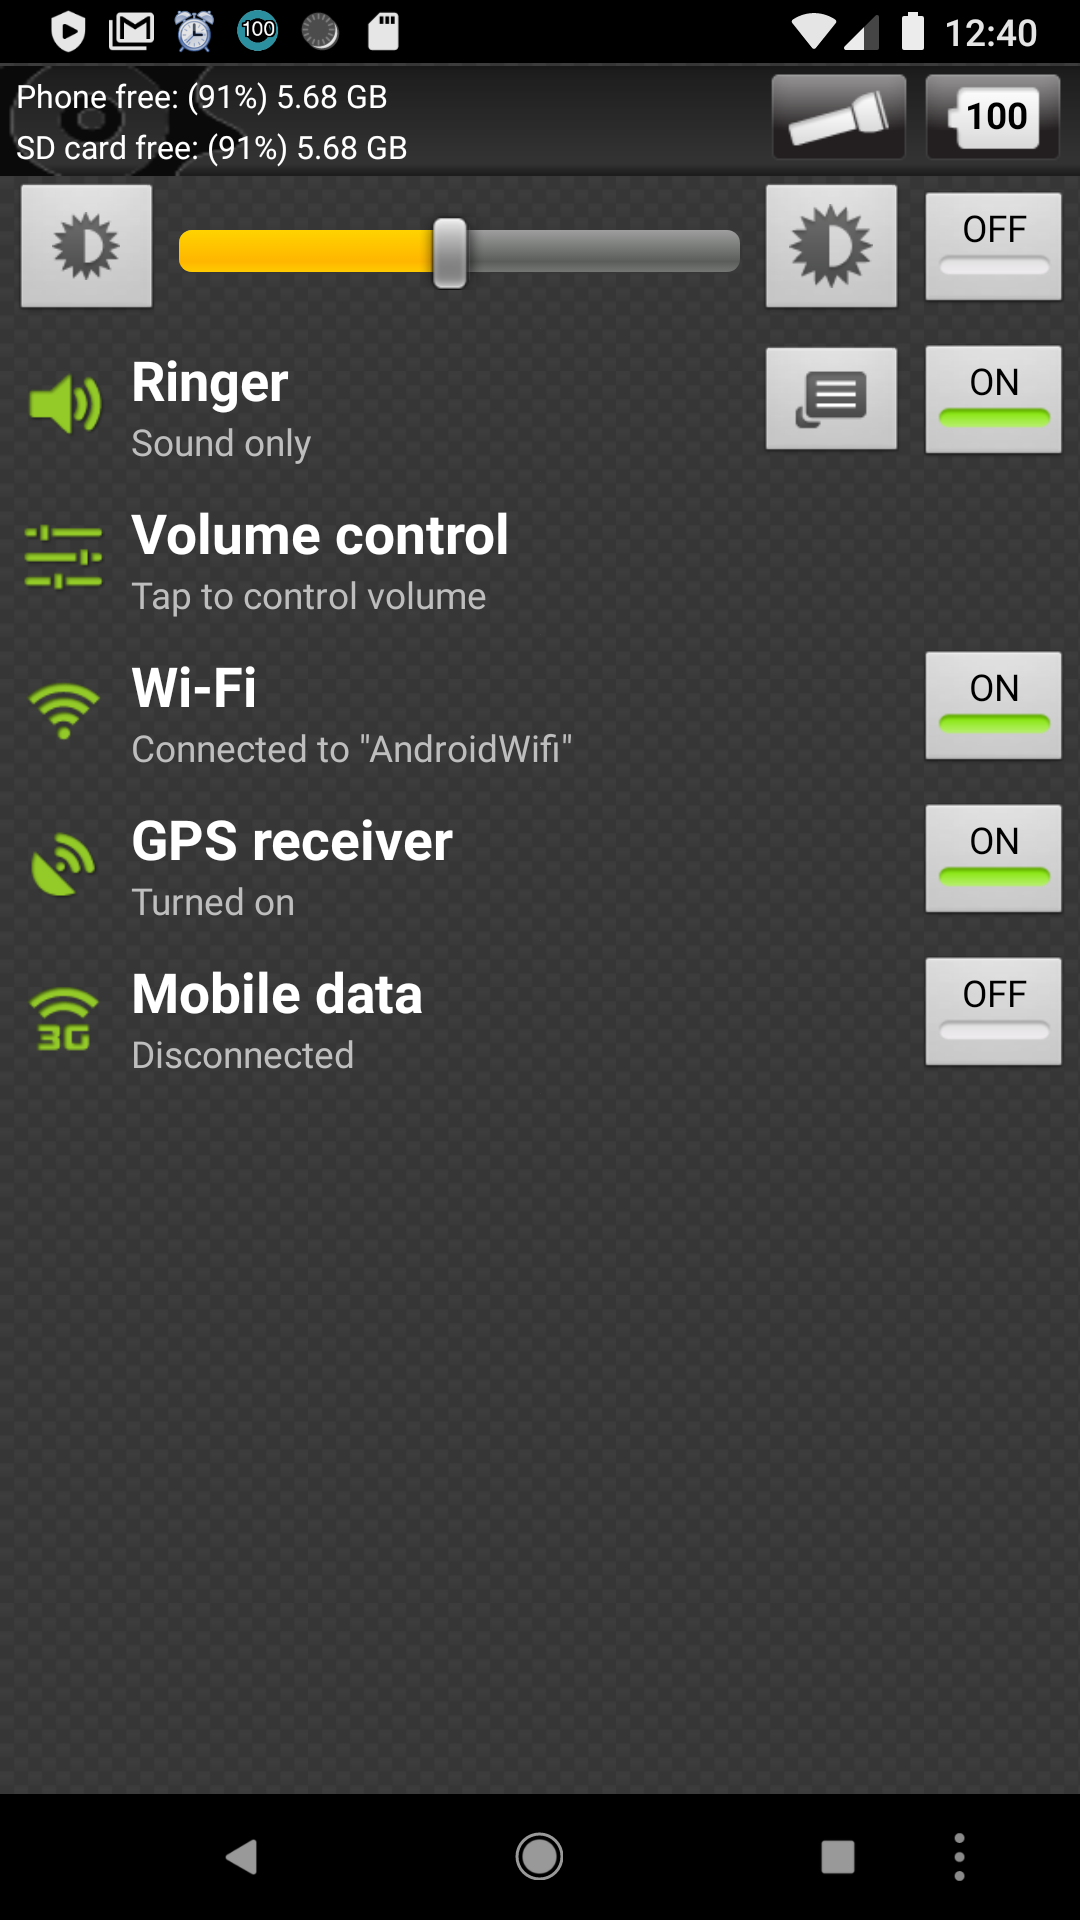 100
12:40
Phone free: (91%) 5.68 GB
SD card free: (91%) 5.68 GB
100
OFF
Ringer
Sound only
ON
Volume control
Tap to control volume
Wi-Fi
Connected to "AndroidWifi"
ON
GPS receiver
Turned on
ON
3G
Mobile data
Disconnected
OFF